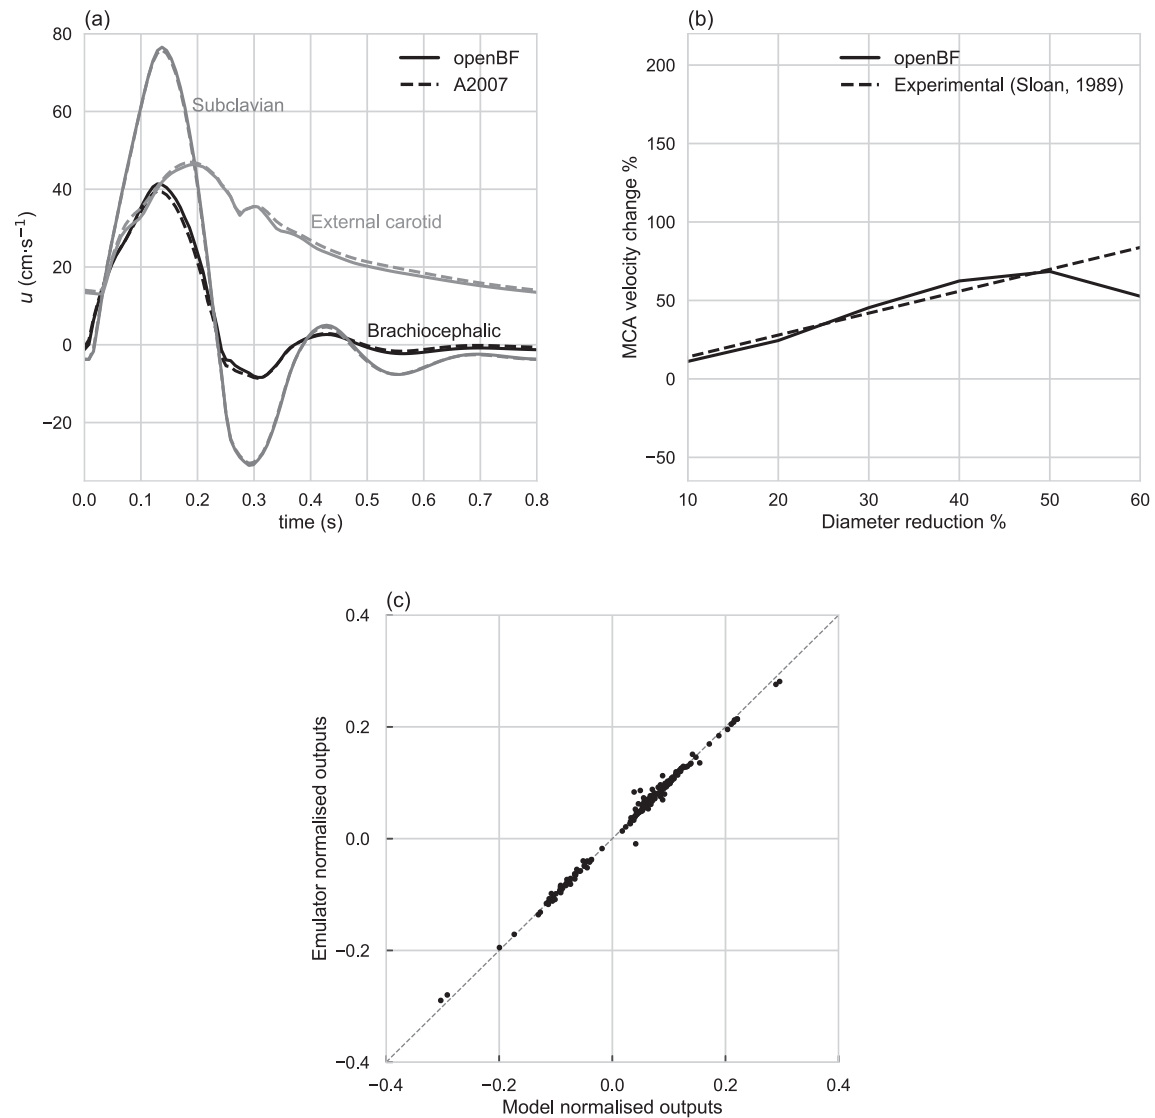 (a)
80
60
40
20
0
−20
u (cm·s⁻¹)
openBF
A2007
Subclavian
External carotid
Brachiocephalic
0.0 0.1 0.2 0.3 0.4 0.5 0.6 0.7 0.8
time (s)
(b)
200
150
100
50
0
−50
MCA velocity change %
openBF
Experimental (Sloan, 1989)
10 20 30 40 50 60
Diameter reduction %
(c)
0.4
0.2
0.0
−0.2
−0.4
Emulator normalised outputs
−0.4 −0.2 0.0 0.2 0.4
Model normalised outputs